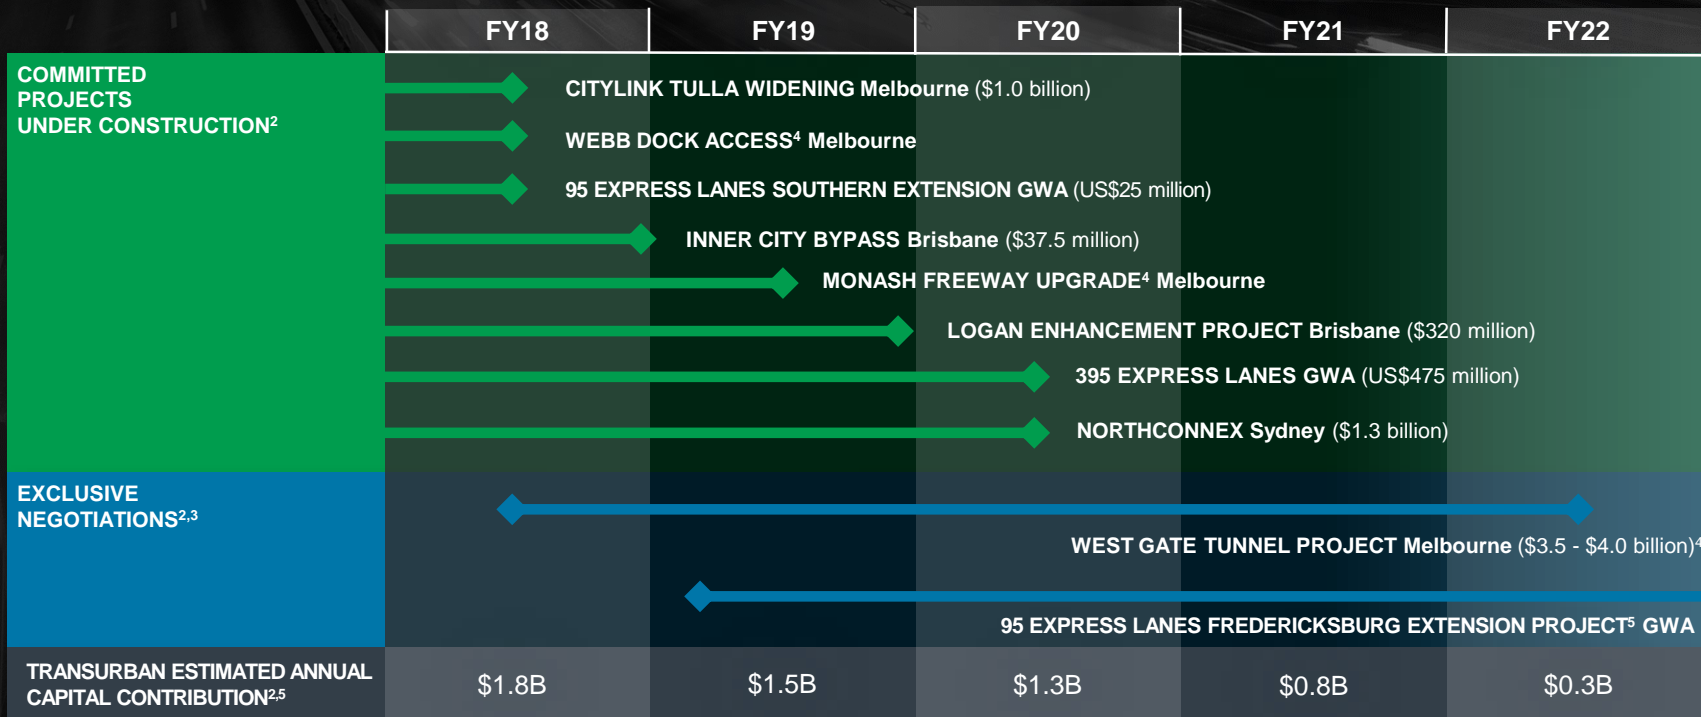 FY18 FY19 FY20 FY21 FY22
COMMITTED
PROJECTS
UNDER CONSTRUCTION²
CITYLINK TULLA WIDENING Melbourne ($1.0 billion)
WEBB DOCK ACCESS⁴ Melbourne
95 EXPRESS LANES SOUTHERN EXTENSION GWA (US$25 million)
INNER CITY BYPASS Brisbane ($37.5 million)
MONASH FREEWAY UPGRADE⁴ Melbourne
LOGAN ENHANCEMENT PROJECT Brisbane ($320 million)
395 EXPRESS LANES GWA (US$475 million)
NORTHCONNEX Sydney ($1.3 billion)
EXCLUSIVE
NEGOTIATIONS²,³
WEST GATE TUNNEL PROJECT Melbourne ($3.5 - $4.0 billion)⁴
95 EXPRESS LANES FREDERICKSBURG EXTENSION PROJECT⁵ GWA
TRANSURBAN ESTIMATED ANNUAL
CAPITAL CONTRIBUTION²,⁵
$1.8B $1.5B $1.3B $0.8B $0.3B